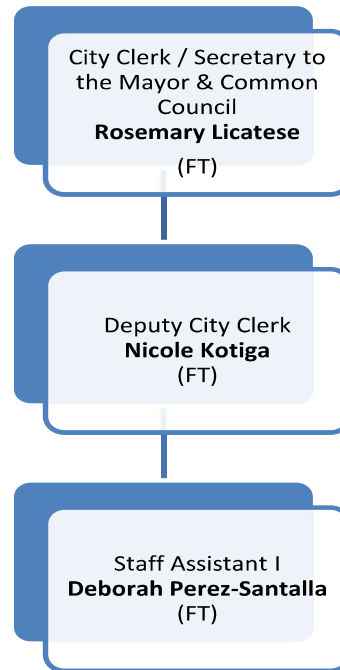 City Clerk / Secretary to
the Mayor & Common
Council
Rosemary Licatese
(FT)
Deputy City Clerk
Nicole Kotiga
(FT)
Staff Assistant I
Deborah Perez-Santalla
(FT)